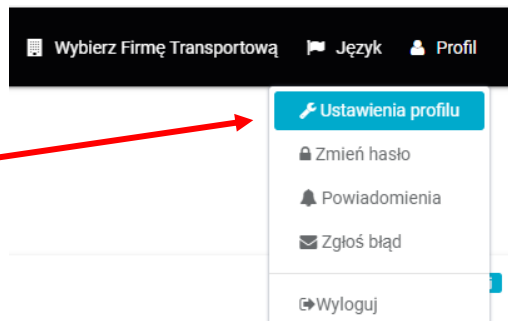 Wybierz Firmę Transportową Język Profil
Ustawienia profilu
Zmień hasło
Powiadomienia
Zgłoś błąd
Wyloguj